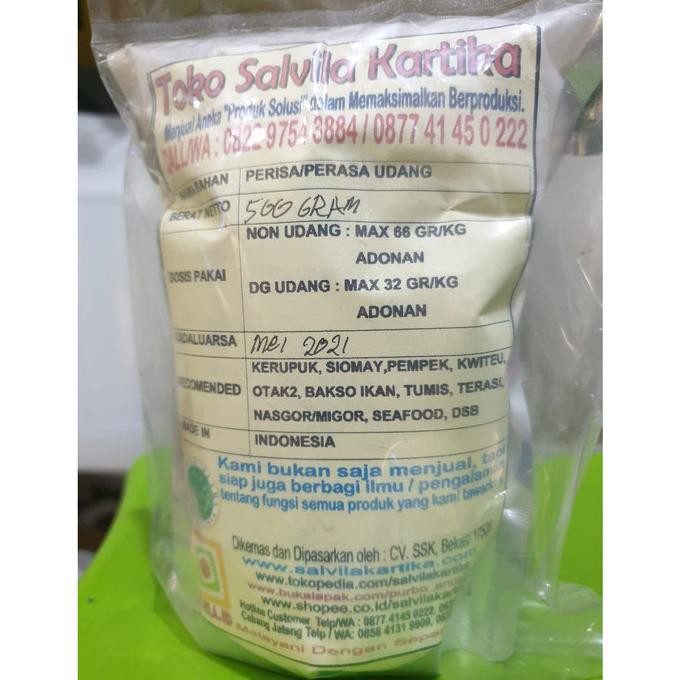 Toko Salvila Kartika
Menjual Aneka "Produk Solusi" dalam Memaksimalkan Berproduksi.
CALL/WA : 0822 9754 3884 / 0877 41 45 0 222
BAHAN PERISA/PERASA UDANG
BERAT NETTO 500 GRAM
NON UDANG : MAX 66 GR/KG
ADONAN
DOSIS PAKAI
DG UDANG : MAX 32 GR/KG
ADONAN
KADALUARSA MEI 2021
KERUPUK, SIOMAY,PEMPEK, KWITEU,
RECOMENDED OTAK2, BAKSO IKAN, TUMIS, TERASI,
NASGOR/MIGOR, SEAFOOD, DSB
MADE IN INDONESIA
Kami bukan saja menjual, tapi
siap juga berbagi ilmu / pengalaman
tentang fungsi semua produk yang kami
Dikemas dan Dipasarkan oleh : CV. SSK, Bekasi 17520
www.salvilakartika.com
www.tokopedia.com/salvilakartika
www.bukalapak.com/purbo
www.shopee.co.id/salvilakartika
Hotline Customer Telp/WA : 0877 4145 0222,
Cabang Jateng Telp / WA: 0856 4131 9809,
Melayani Dengan